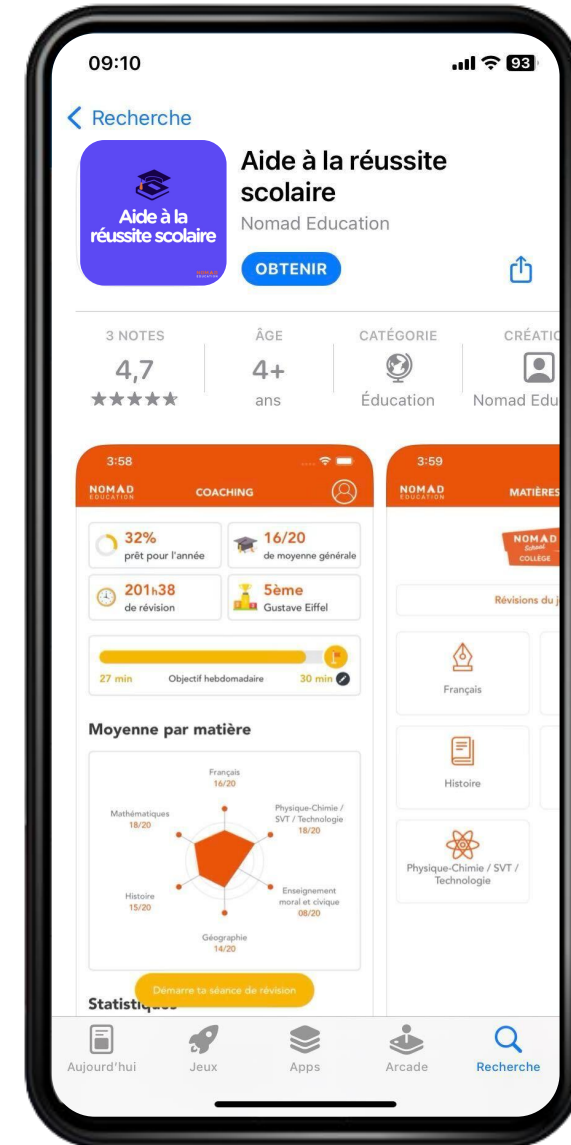 09:10
93
Recherche
Aide à la
réussite scolaire
NOMAD
EDUCATION
Aide à la réussite
scolaire
Nomad Education
OBTENIR
3 NOTES
4,7
ÂGE
4+
ans
CATÉGORIE
Éducation
CRÉATIO
Nomad Edu
3:58
NOMAD
EDUCATION
COACHING
32%
prêt pour l'année
16/20
de moyenne générale
201h38
de révision
5ème
Gustave Eiffel
27 min
Objectif hebdomadaire
30 min
Moyenne par matière
Français
16/20
Mathématiques
18/20
Physique-Chimie /
SVT / Technologie
18/20
Histoire
15/20
Enseignement
moral et civique
08/20
Géographie
14/20
Démarre ta séance de révision
3:59
NOMAD
EDUCATION
MATIÈRES
NOMAD
School
COLLÈGE
Révisions du j
Français
Histoire
Physique-Chimie / SVT /
Technologie
Aujourd'hui
Jeux
Apps
Arcade
Recherche